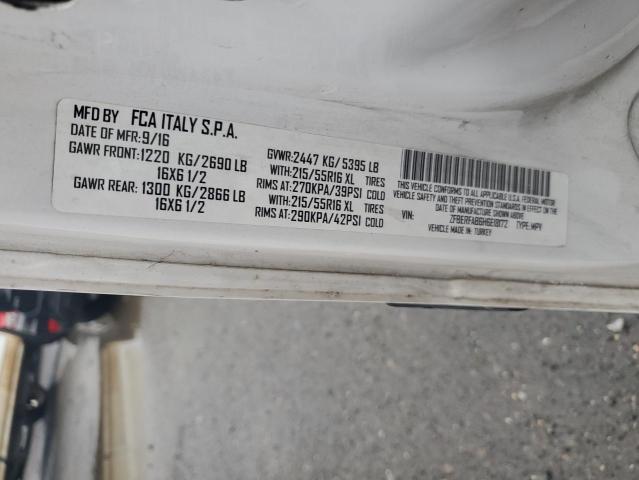 MFD BY FCA ITALY S.P.A.
DATE OF MFR:9/16
GAWR FRONT:1220 KG/2690 LB
16X6 1/2
GAWR REAR: 1300 KG/2866 LB
16X6 1/2
GVWR:2447 KG/5395 LB
WITH:215/55R16 XL TIRES
RIMS AT:270KPA/39PSI COLD
WITH:215/55R16 XL TIRES
RIMS AT:290KPA/42PSI COLD
THIS VEHICLE CONFORMS TO ALL APPLICABLE U.S.A. FEDERAL MOTOR
VEHICLE SAFETY AND THEFT PREVENTION STANDARDS IN EFFECT ON
THE DATE OF MANUFACTURE SHOWN ABOVE.
VIN: TYPE: MPV
VEHICLE MADE IN: TURKEY